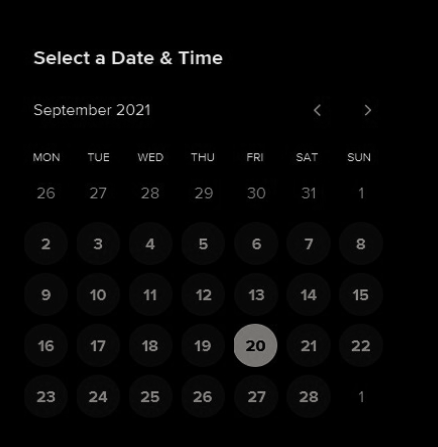 Select a Date & Time
September 2021
MON TUE WED THU FRI SAT SUN
26 27 28 29 30 31 1
2 3 4 5 6 7 8
9 10 11 12 13 14 15
16 17 18 19 20 21 22
23 24 25 26 27 28 1